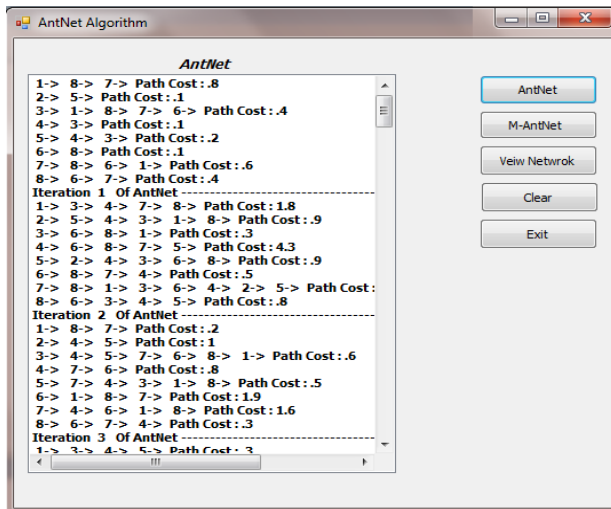 AntNet Algorithm
AntNet
1-> 8-> 7-> Path Cost : .8
2-> 5-> Path Cost : .1
3-> 1-> 8-> 7-> 6-> Path Cost : .4
4-> 3-> Path Cost : .1
5-> 4-> 3-> Path Cost : .2
6-> 8-> Path Cost : .1
7-> 8-> 6-> 1-> Path Cost : .6
8-> 6-> 7-> Path Cost : .4
Iteration 1 Of AntNet ------------------------------------
1-> 3-> 4-> 7-> 8-> Path Cost : 1.8
2-> 5-> 4-> 3-> 1-> 8-> Path Cost : .9
3-> 6-> 8-> 1-> Path Cost : .3
4-> 6-> 8-> 7-> 5-> Path Cost : 4.3
5-> 2-> 4-> 3-> 6-> 8-> Path Cost : .9
6-> 8-> 7-> 4-> Path Cost : .5
7-> 8-> 1-> 3-> 6-> 4-> 2-> 5-> Path Cost :
8-> 6-> 3-> 4-> 5-> Path Cost : .8
Iteration 2 Of AntNet ------------------------------------
1-> 8-> 7-> Path Cost : .2
2-> 4-> 5-> Path Cost : 1
3-> 4-> 5-> 7-> 6-> 8-> 1-> Path Cost : .6
4-> 7-> 6-> Path Cost : .8
5-> 7-> 4-> 3-> 1-> 8-> Path Cost : .5
6-> 1-> 8-> 7-> Path Cost : 1.9
7-> 4-> 6-> 1-> 8-> Path Cost : 1.6
8-> 6-> 7-> 4-> Path Cost : .3
Iteration 3 Of AntNet ------------------------------------
1-> 3-> 4-> 5-> Path Cost : .3
AntNet
M-AntNet
Veiw Netwrok
Clear
Exit